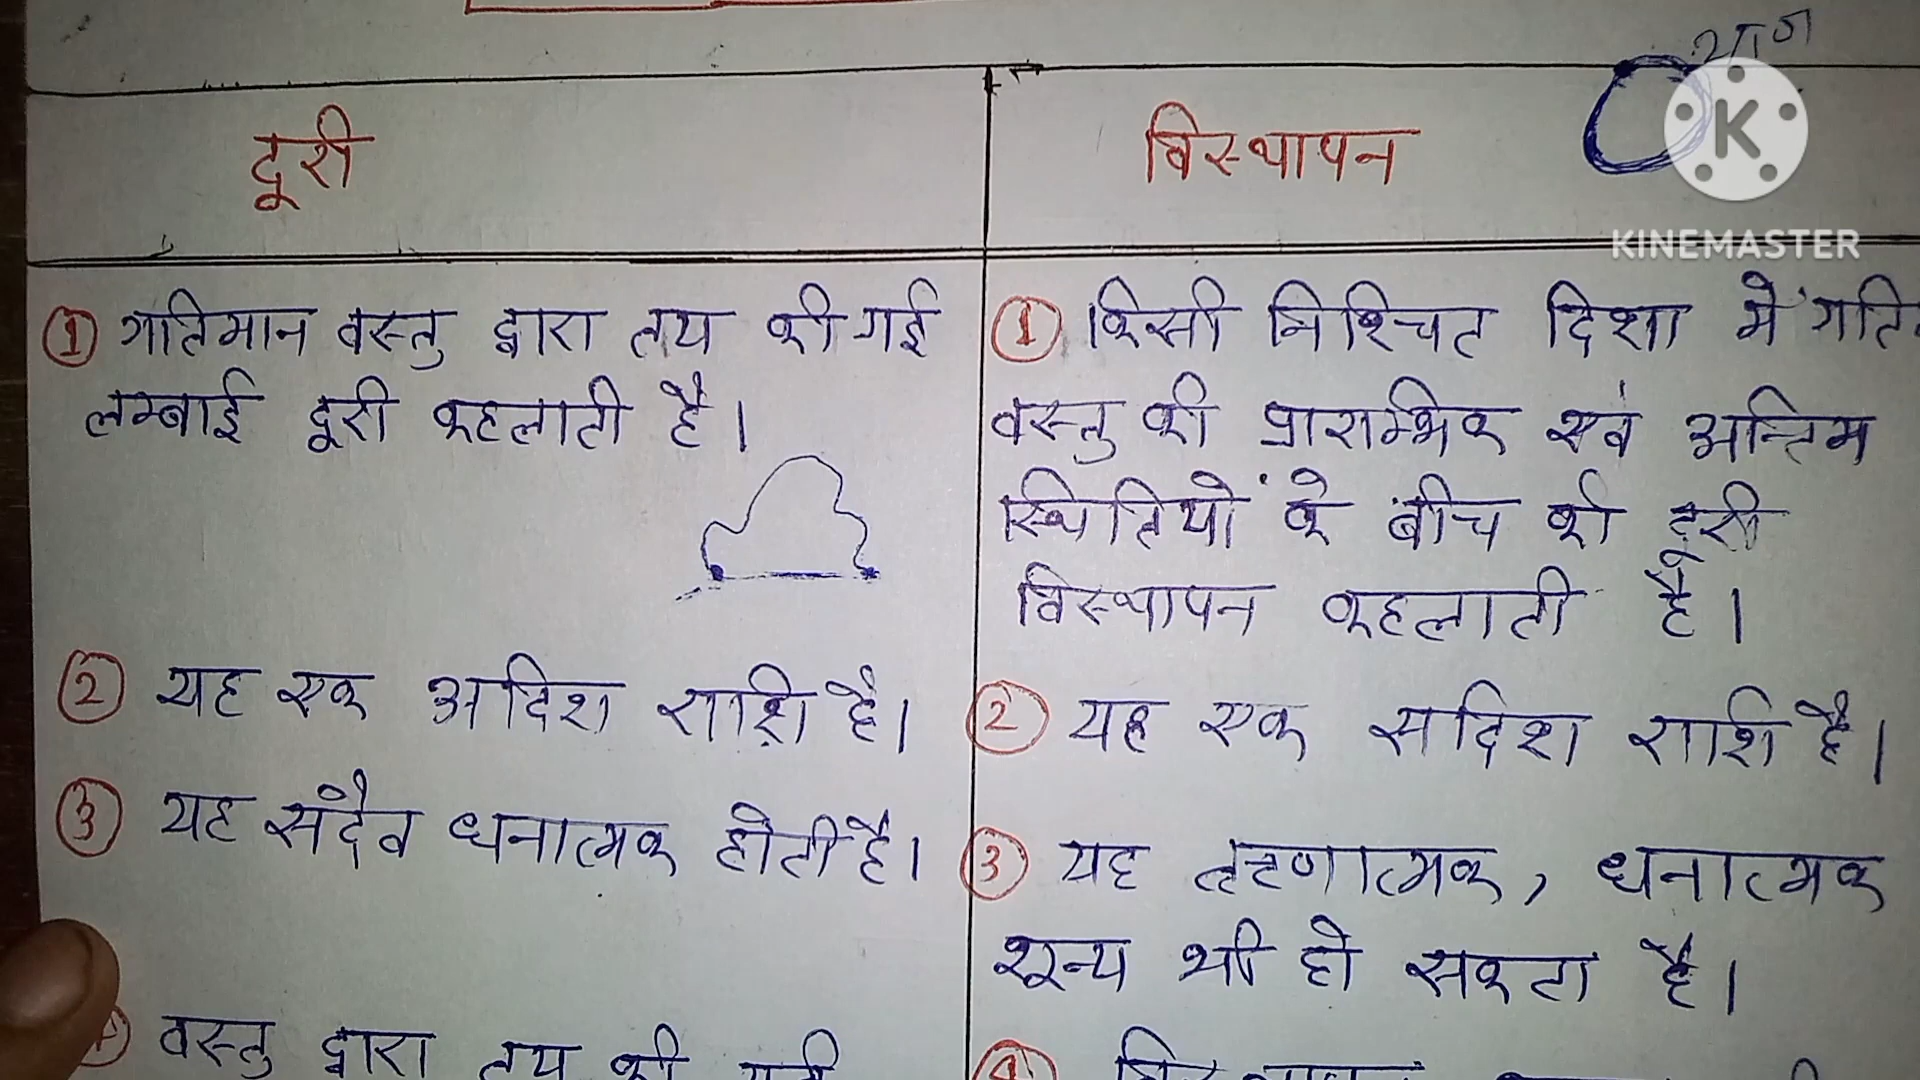 दूरी
विस्थापन
KINEMASTER
① गतिमान वस्तु द्वारा तय की गई
लम्बाई दूरी कहलाती है।
② यह एक अदिश राशि है।
③ यह सदैव धनात्मक होती है।
वस्तु द्वारा तय की
① किसी निश्चित दिशा में
वस्तु की प्रारम्भिक एवं अन्तिम
स्थितियों के बीच की दूरी
विस्थापन कहलाती है।
② यह एक सदिश राशि है।
③ यह ऋणात्मक, धनात्मक
शून्य भी हो सकता है।